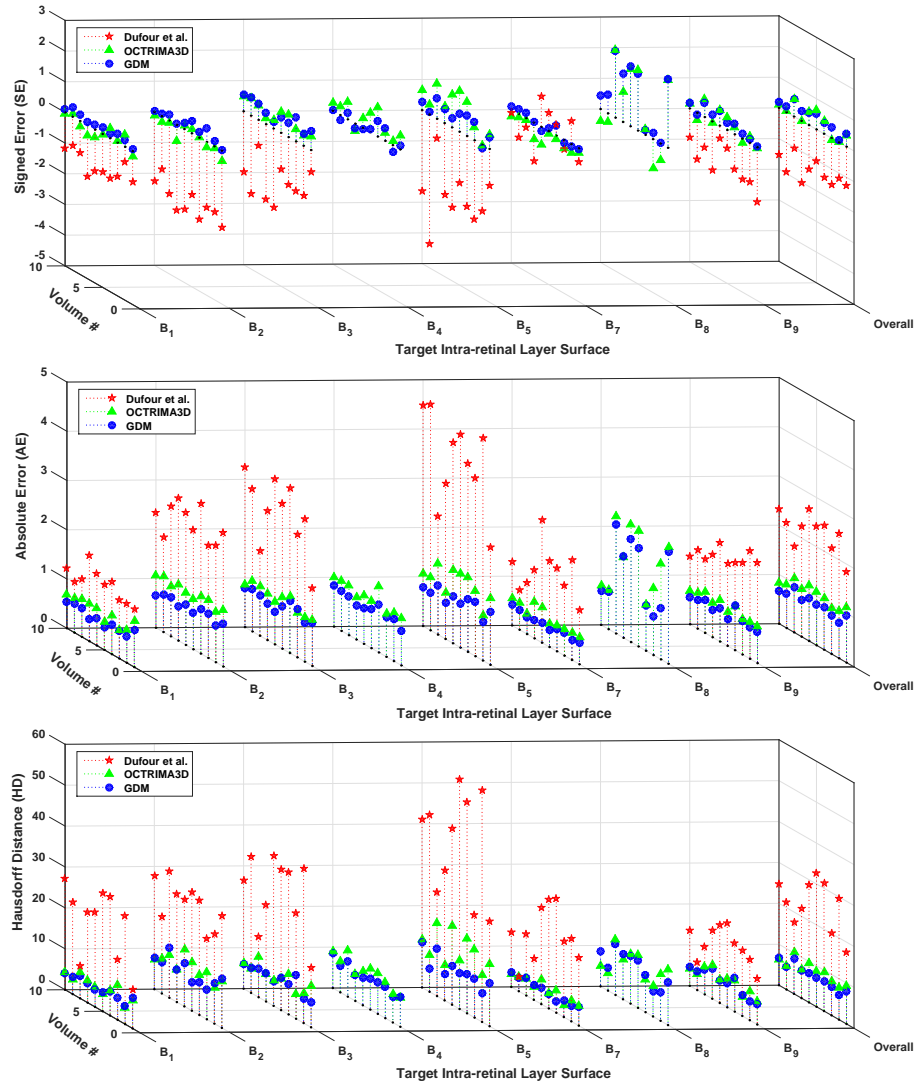 3
2
1
0
-1
-2
-3
-4
-5
Signed Error (SE)
Dufour et al.
OCTRIMA3D
GDM
10
5
0
Volume #
B1
B2
B3
B4
B5
B7
B8
B9
Overall
Target Intra-retinal Layer Surface
5
4
3
2
1
0
Absolute Error (AE)
Dufour et al.
OCTRIMA3D
GDM
10
5
0
Volume #
B1
B2
B3
B4
B5
B7
B8
B9
Overall
Target Intra-retinal Layer Surface
60
50
40
30
20
10
0
Hausdorff Distance (HD)
Dufour et al.
OCTRIMA3D
GDM
10
5
0
Volume #
B1
B2
B3
B4
B5
B7
B8
B9
Overall
Target Intra-retinal Layer Surface